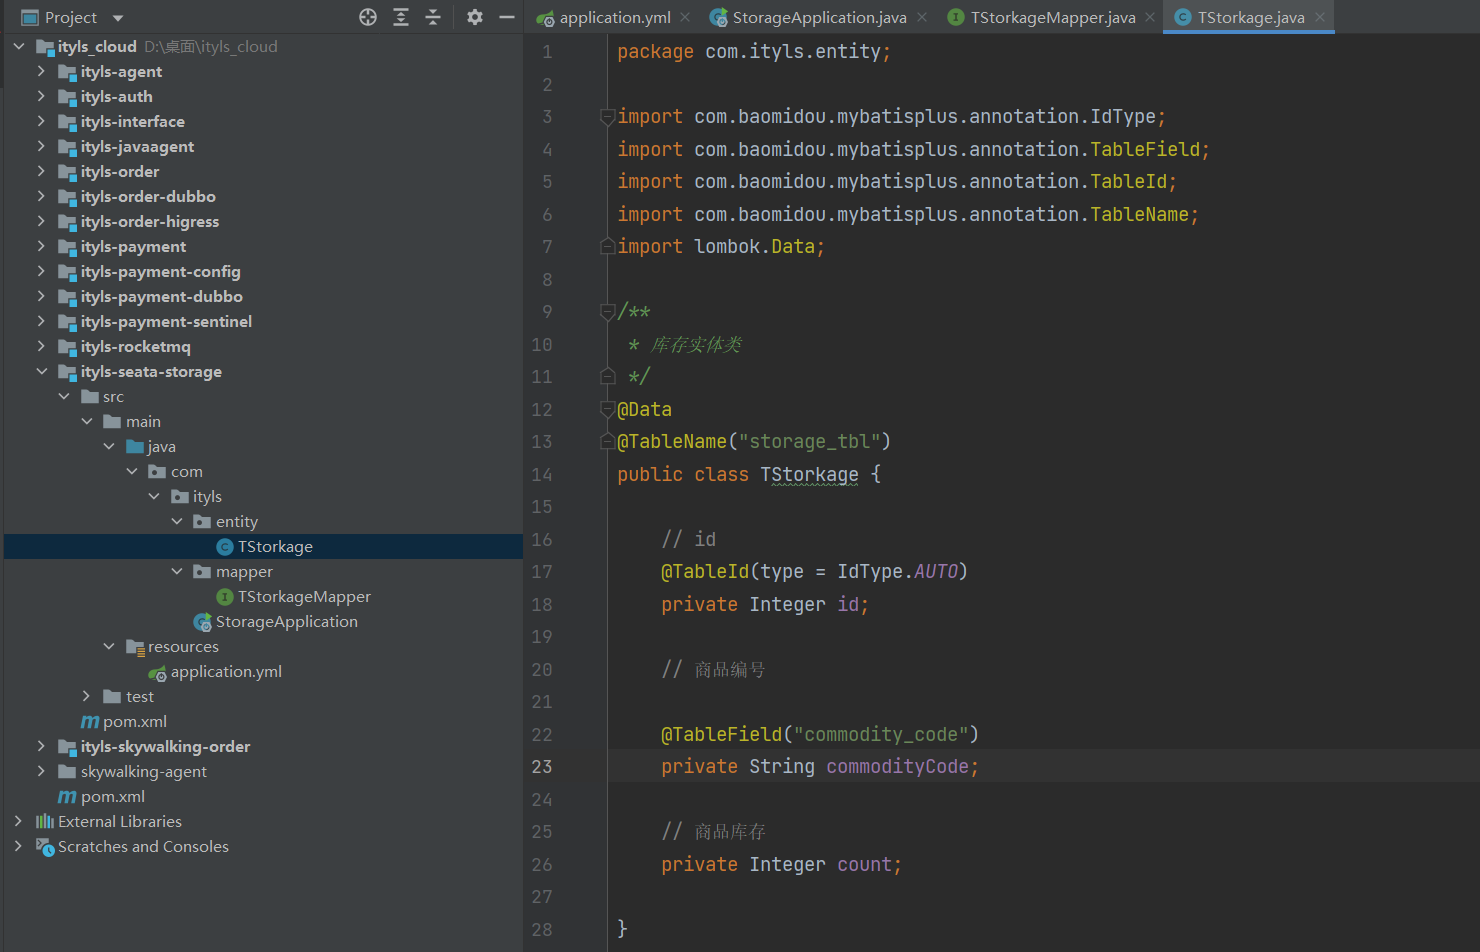 Project
ityls_cloud D:\桌面\ityls_cloud
ityls-agent
ityls-auth
ityls-interface
ityls-javaagent
ityls-order
ityls-order-dubbo
ityls-order-higress
ityls-payment
ityls-payment-config
ityls-payment-dubbo
ityls-payment-sentinel
ityls-rocketmq
ityls-seata-storage
src
main
java
com
ityls
entity
TStorkage
mapper
TStorkageMapper
StorageApplication
resources
application.yml
test
pom.xml
ityls-skywalking-order
skywalking-agent
pom.xml
External Libraries
Scratches and Consoles
application.yml StorageApplication.java TStorkageMapper.java TStorkage.java
1 package com.ityls.entity;
2
3 import com.baomidou.mybatisplus.annotation.IdType;
4 import com.baomidou.mybatisplus.annotation.TableField;
5 import com.baomidou.mybatisplus.annotation.TableId;
6 import com.baomidou.mybatisplus.annotation.TableName;
7 import lombok.Data;
8
9 /**
10 * 库存实体类
11 */
12 @Data
13 @TableName("storage_tbl")
14 public class TStorkage {
15
16 // id
17 @TableId(type = IdType.AUTO)
18 private Integer id;
19
20 // 商品编号
21
22 @TableField("commodity_code")
23 private String commodityCode;
24
25 // 商品库存
26 private Integer count;
27
28 }